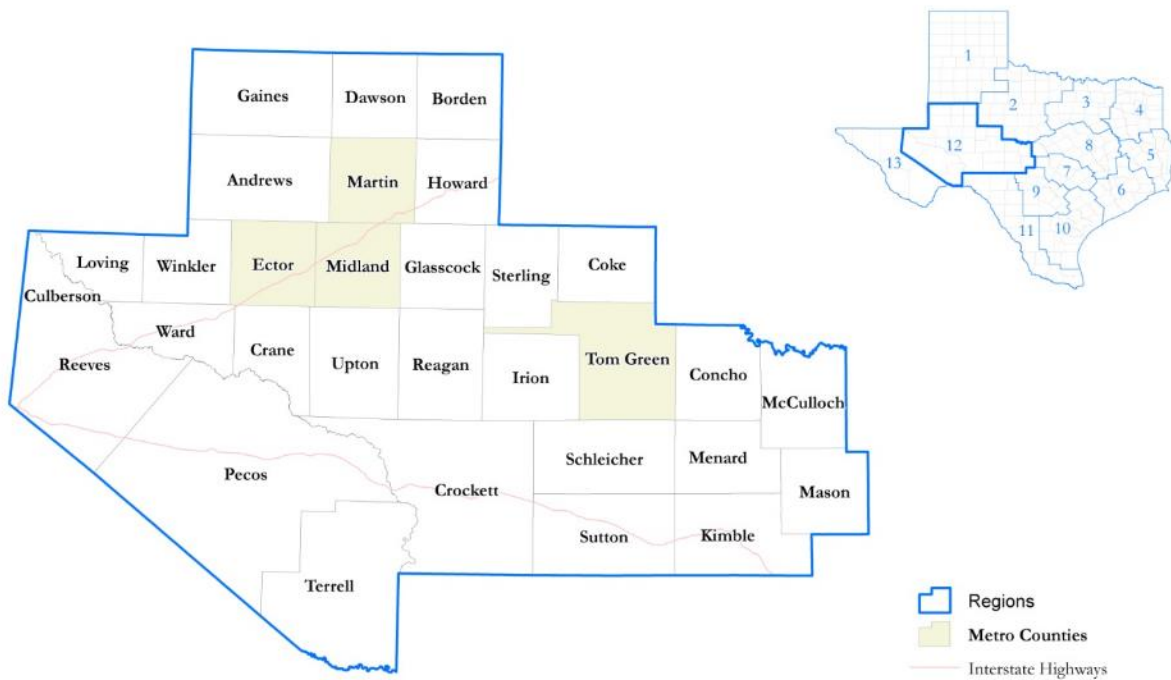 Gaines
Dawson
Borden
Andrews
Martin
Howard
Loving
Winkler
Ector
Midland
Glasscock
Sterling
Coke
Culberson
Ward
Reeves
Crane
Upton
Reagan
Irion
Tom Green
Concho
McCulloch
Pecos
Crockett
Schleicher
Menard
Mason
Sutton
Kimble
Terrell
1
2
3
4
12
8
5
13
7
9
6
11
10
Regions
Metro Counties
Interstate Highways